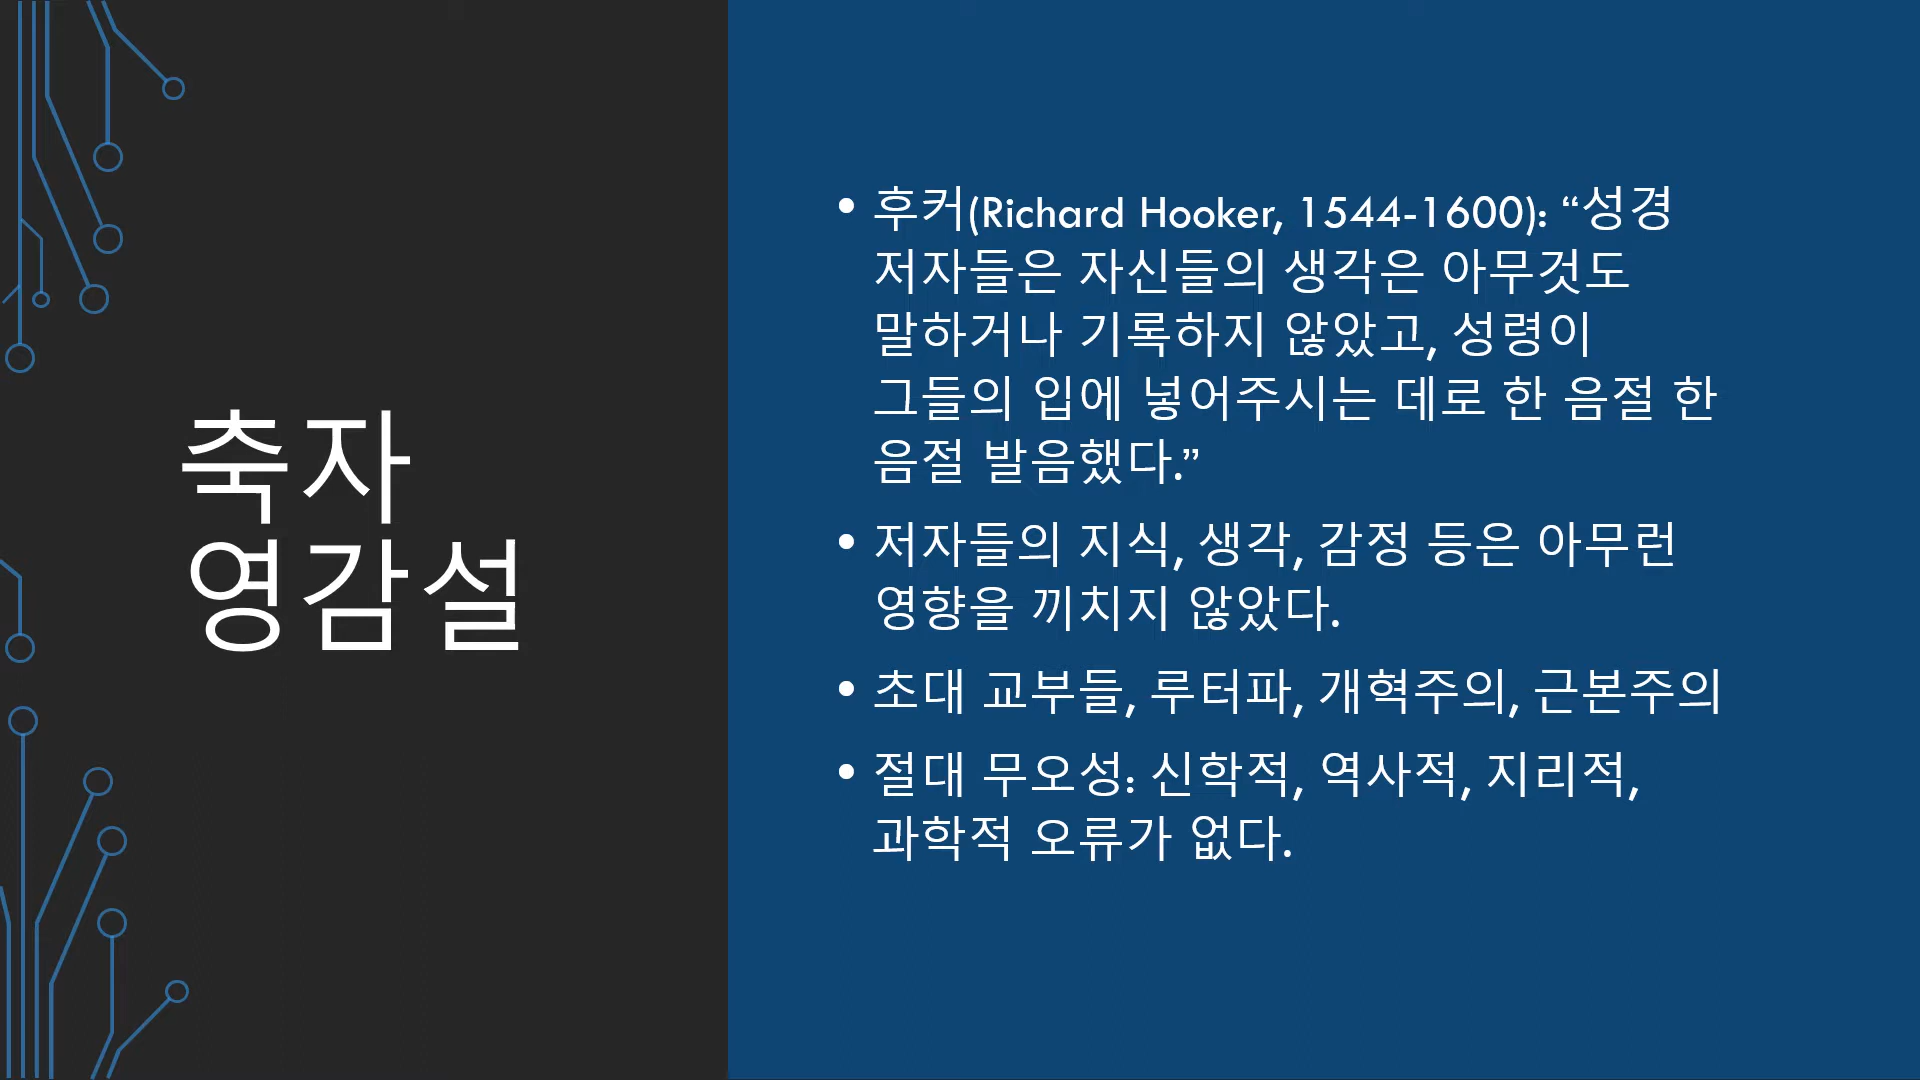 축자
영감설
• 후커(Richard Hooker, 1544-1600): “성경
저자들은 자신들의 생각은 아무것도
말하거나 기록하지 않았고, 성령이
그들의 입에 넣어주시는 데로 한 음절 한
음절 발음했다.”
• 저자들의 지식, 생각, 감정 등은 아무런
영향을 끼치지 않았다.
• 초대 교부들, 루터파, 개혁주의, 근본주의
• 절대 무오성: 신학적, 역사적, 지리적,
과학적 오류가 없다.